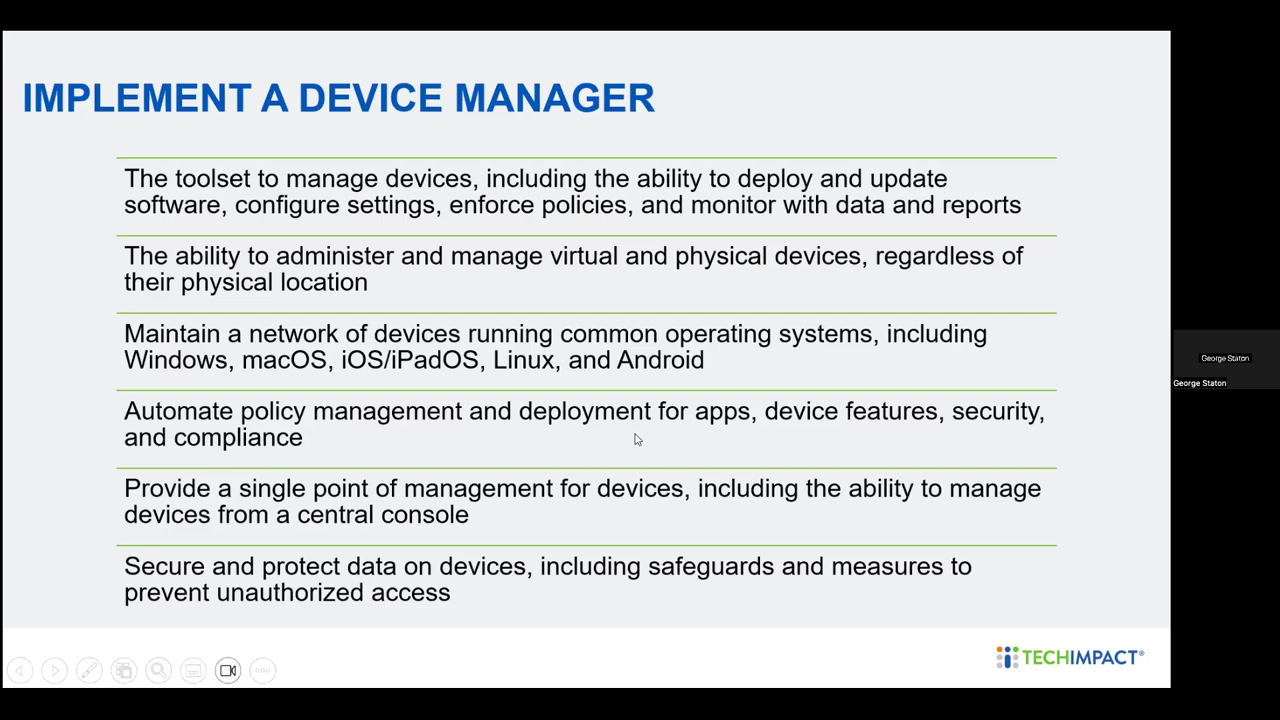 IMPLEMENT A DEVICE MANAGER
The toolset to manage devices, including the ability to deploy and update
software, configure settings, enforce policies, and monitor with data and reports
The ability to administer and manage virtual and physical devices, regardless of
their physical location
Maintain a network of devices running common operating systems, including
Windows, macOS, iOS/iPadOS, Linux, and Android
Automate policy management and deployment for apps, device features, security,
and compliance
Provide a single point of management for devices, including the ability to manage
devices from a central console
Secure and protect data on devices, including safeguards and measures to
prevent unauthorized access
TECHIMPACT®
George Staton
George Staton